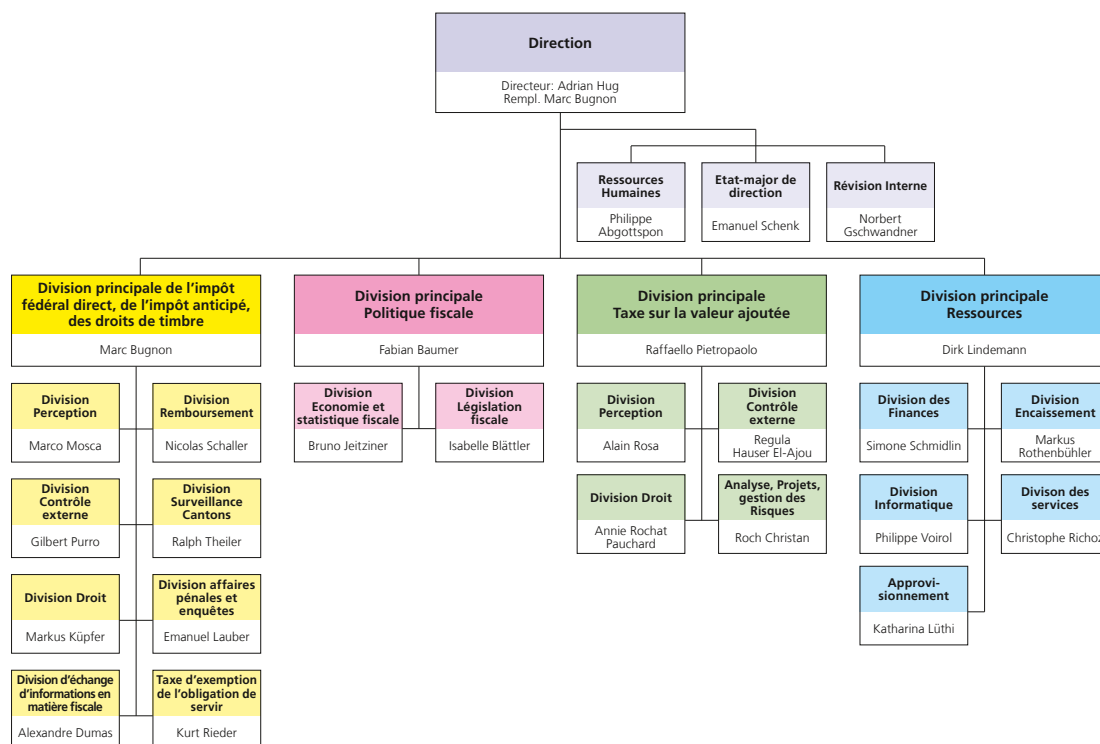 Direction
Directeur: Adrian Hug
Rempl. Marc Bugnon
Ressources
Humaines
Philippe
Abgottspon
Etat-major de
direction
Emanuel Schenk
Révision Interne
Norbert
Gschwandner
Division principale de l’impôt
fédéral direct, de l’impôt anticipé,
des droits de timbre
Marc Bugnon
Division principale
Politique fiscale
Fabian Baumer
Division principale
Taxe sur la valeur ajoutée
Raffaello Pietropaolo
Division principale
Ressources
Dirk Lindemann
Division
Perception
Marco Mosca
Division
Remboursement
Nicolas Schaller
Division
Contrôle
externe
Gilbert Purro
Division
Surveillance
Cantons
Ralph Theiler
Division Droit
Markus Küpfer
Division affaires
pénales et
enquêtes
Emanuel Lauber
Division d’échange
d’informations en
matière fiscale
Alexandre Dumas
Taxe d’exemption
de l’obligation de
servir
Kurt Rieder
Division
Economie et
statistique fiscale
Bruno Jeitziner
Division
Législation
fiscale
Isabelle Blättler
Division
Perception
Alain Rosa
Division
Contrôle
externe
Regula
Hauser El-Ajou
Division Droit
Annie Rochat
Pauchard
Analyse, Projets,
gestion des
Risques
Roch Christan
Division des
Finances
Simone Schmidlin
Division
Encaissement
Markus
Rothenbühler
Division
Informatique
Philippe Voirol
Divison des
services
Christophe Richoz
Approvi-
sionnement
Katharina Lüthi